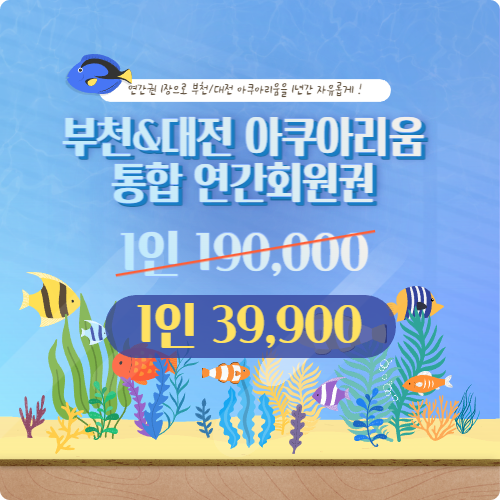 연간권 1장으로 부천/대전 아쿠아리움을 1년간 자유롭게 !
부천&대전 아쿠아리움
통합 연간회원권
1인 190,000
1인 39,900